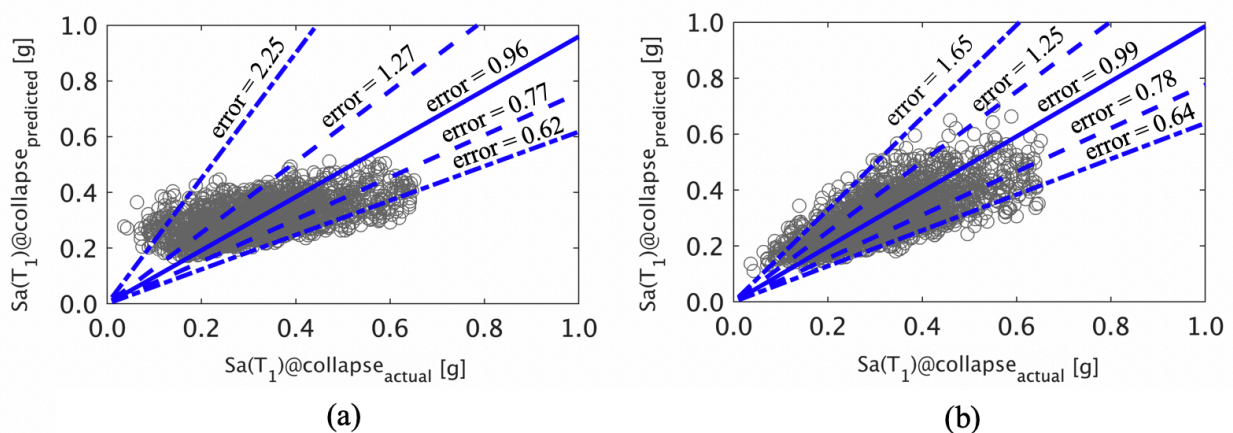 Sa(T1)@collapsepredicted [g]
1.0
0.8
0.6
0.4
0.2
0.0
error = 2.25
error = 1.27
error = 0.96
error = 0.77
error = 0.62
0.0 0.2 0.4 0.6 0.8 1.0
Sa(T1)@collapseactual [g]
(a)
Sa(T1)@collapsepredicted [g]
1.0
0.8
0.6
0.4
0.2
0.0
error = 1.65
error = 1.25
error = 0.99
error = 0.78
error = 0.64
0.0 0.2 0.4 0.6 0.8 1.0
Sa(T1)@collapseactual [g]
(b)